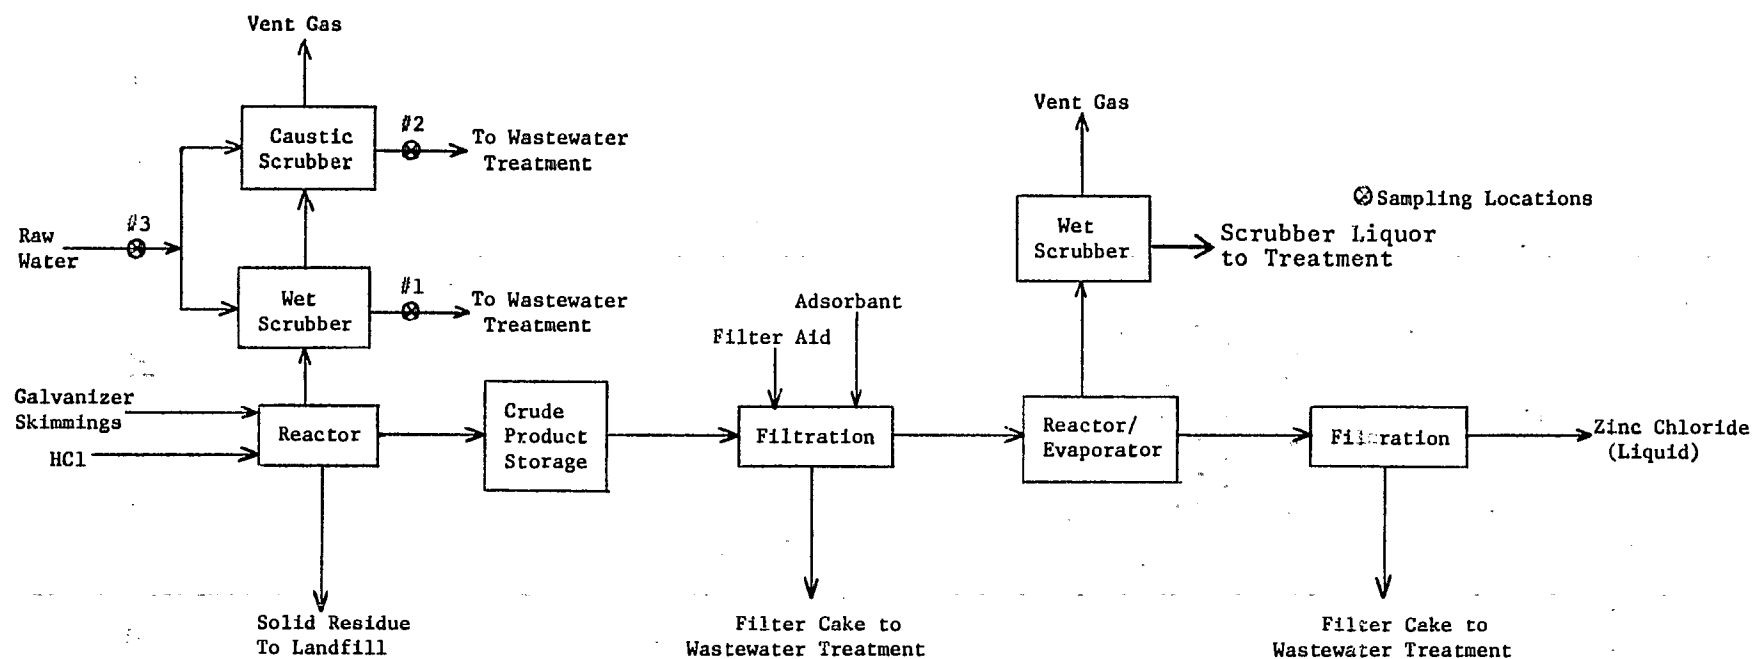 Vent Gas
Caustic
Scrubber
#2
To Wastewater
Treatment
Vent Gas
Sampling Locations
Wet
Scrubber
Scrubber Liquor
to Treatment
#3
Raw
Water
Wet
Scrubber
#1
To Wastewater
Treatment
Adsorbant
Filter Aid
Galvanizer
Skimmings
HCl
Reactor
Crude
Product
Storage
Filtration
Reactor/
Evaporator
Filtration
Zinc Chloride
(Liquid)
Solid Residue
To Landfill
Filter Cake to
Wastewater Treatment
Filter Cake to
Wastewater Treatment